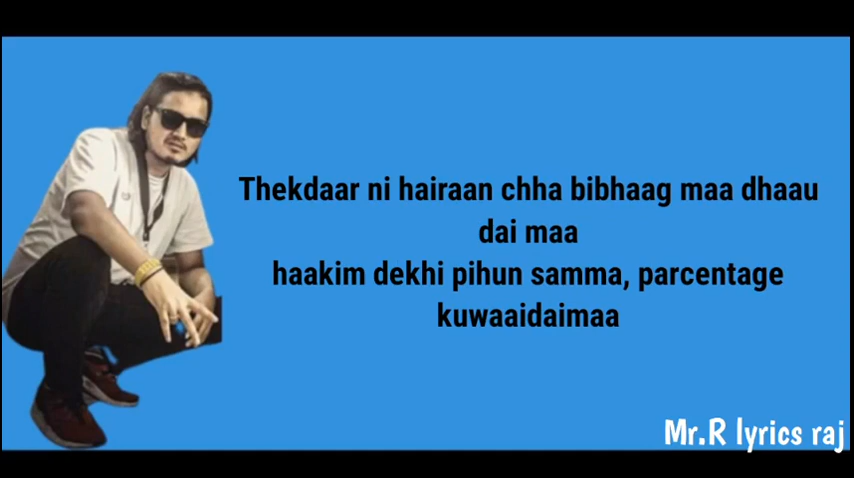 Thekdaar ni hairaan chha bibhaag maa dhaau
dai maa
haakim dekhi pihun samma, parcentage
kuwaaidaimaa
Mr.R lyrics raj